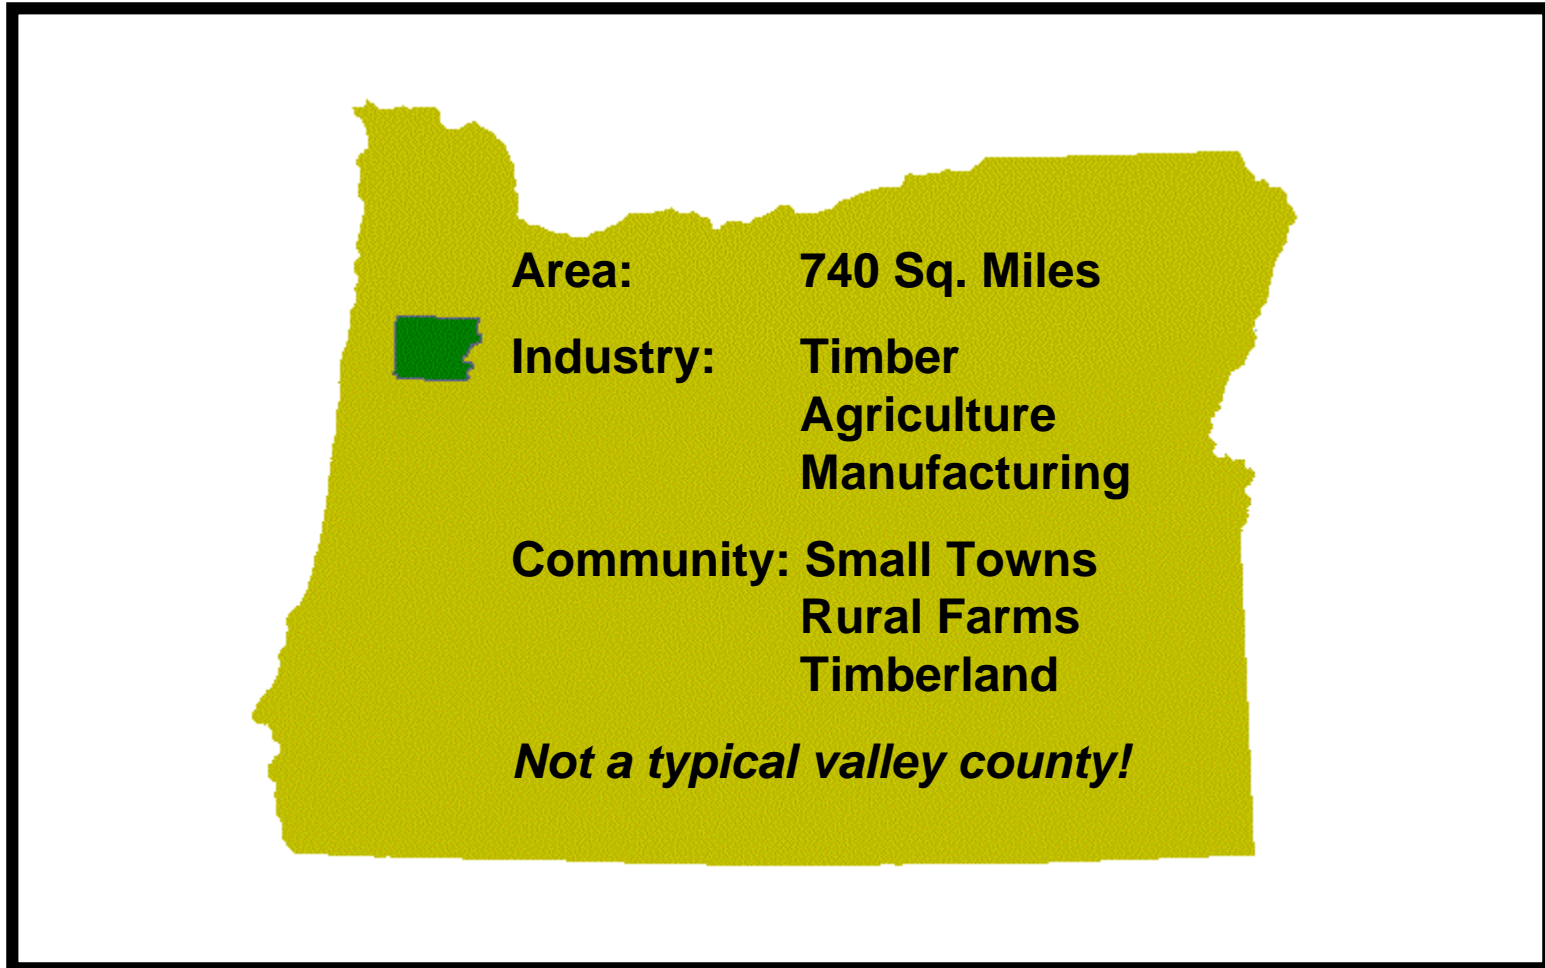 Area: 740 Sq. Miles
Industry: Timber
Agriculture
Manufacturing
Community: Small Towns
Rural Farms
Timberland
Not a typical valley county!